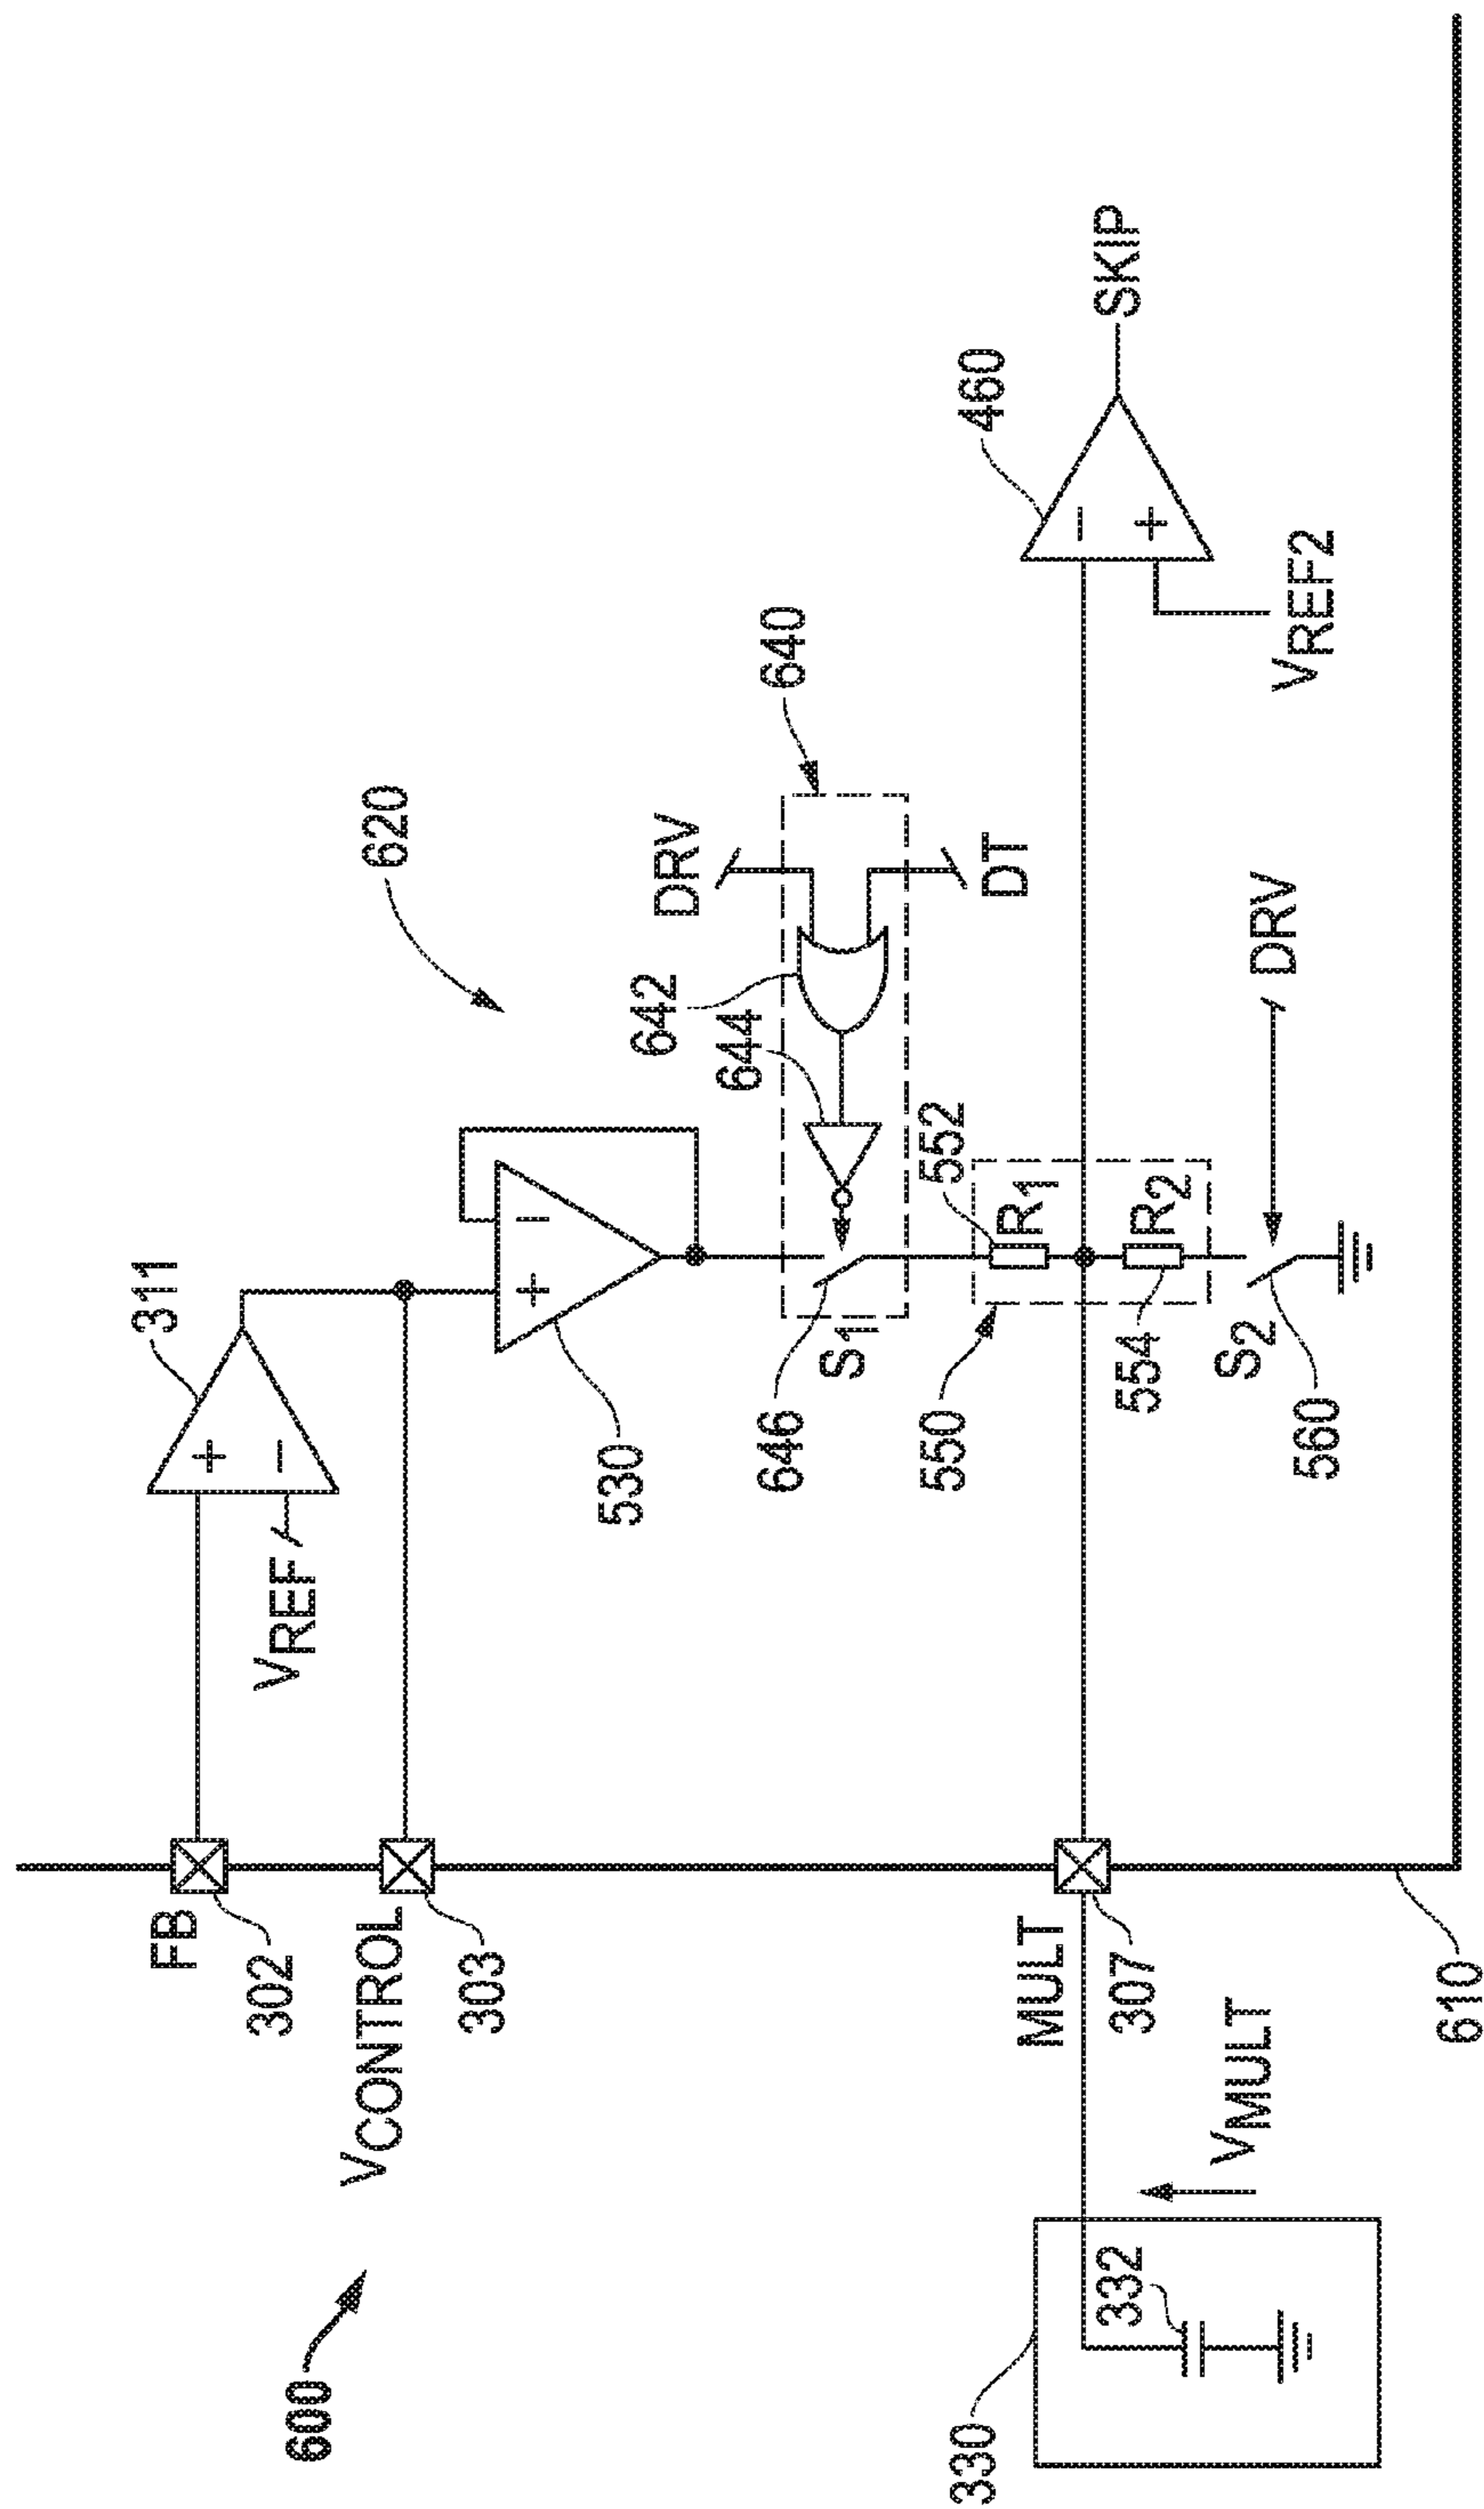 600
FB
302
VCONTROL
303
MULT
307
VMULT
330
332
610
VREF
311
530
620
S1
646
644
642
DRV
DT
640
550
552
R1
R2
554
S2
560
DRV
+
−
+
−
−
+
460
VREF2
SKIP